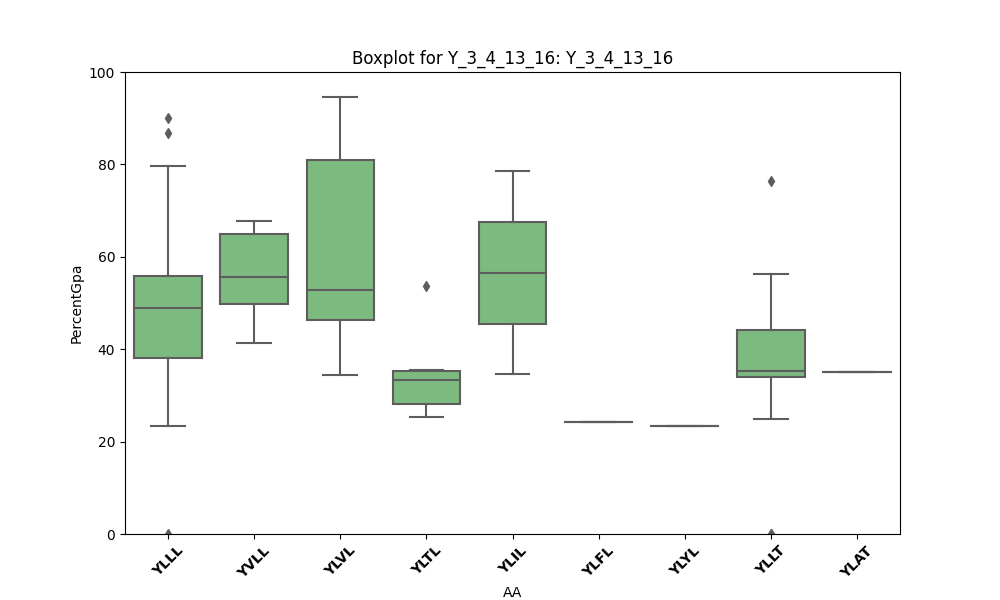 Boxplot for Y_3_4_13_16: Y_3_4_13_16
100
80
60
40
20
0
PercentGpa
YLLL YVLL YLVL YLTL YLIL YLFL YLYL YLLT YLAT
AA